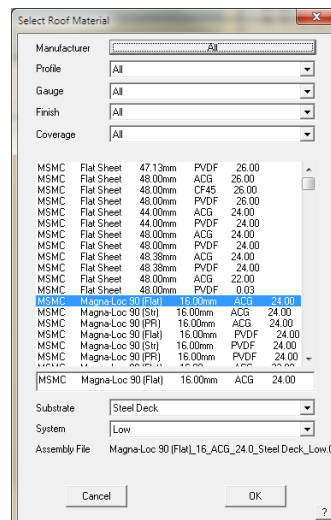 Select Roof Material
Manufacturer All
Profile All
Gauge All
Finish All
Coverage All
MSMC Flat Sheet 47.13mm PVDF 26.00
MSMC Flat Sheet 48.00mm ACG 26.00
MSMC Flat Sheet 48.00mm CF45 26.00
MSMC Flat Sheet 48.00mm PVDF 26.00
MSMC Flat Sheet 44.00mm ACG 24.00
MSMC Flat Sheet 44.00mm PVDF 24.00
MSMC Flat Sheet 48.00mm ACG 24.00
MSMC Flat Sheet 48.00mm PVDF 24.00
MSMC Flat Sheet 48.38mm ACG 24.00
MSMC Flat Sheet 48.38mm PVDF 24.00
MSMC Flat Sheet 48.00mm ACG 22.00
MSMC Flat Sheet 48.00mm PVDF 0.03
MSMC Magna-Loc 90 (Flat) 16.00mm ACG 24.00
MSMC Magna-Loc 90 (Str) 16.00mm ACG 24.00
MSMC Magna-Loc 90 (PR) 16.00mm ACG 24.00
MSMC Magna-Loc 90 (Flat) 16.00mm PVDF 24.00
MSMC Magna-Loc 90 (Str) 16.00mm PVDF 24.00
MSMC Magna-Loc 90 (PR) 16.00mm PVDF 24.00
MSMC Magna-Loc 90 (Flat) 16.00mm ACG 24.00
Substrate Steel Deck
System Low
Assembly File Magna-Loc 90 (Flat)_16_ACG_24.0_Steel Deck_Low.
Cancel OK
?